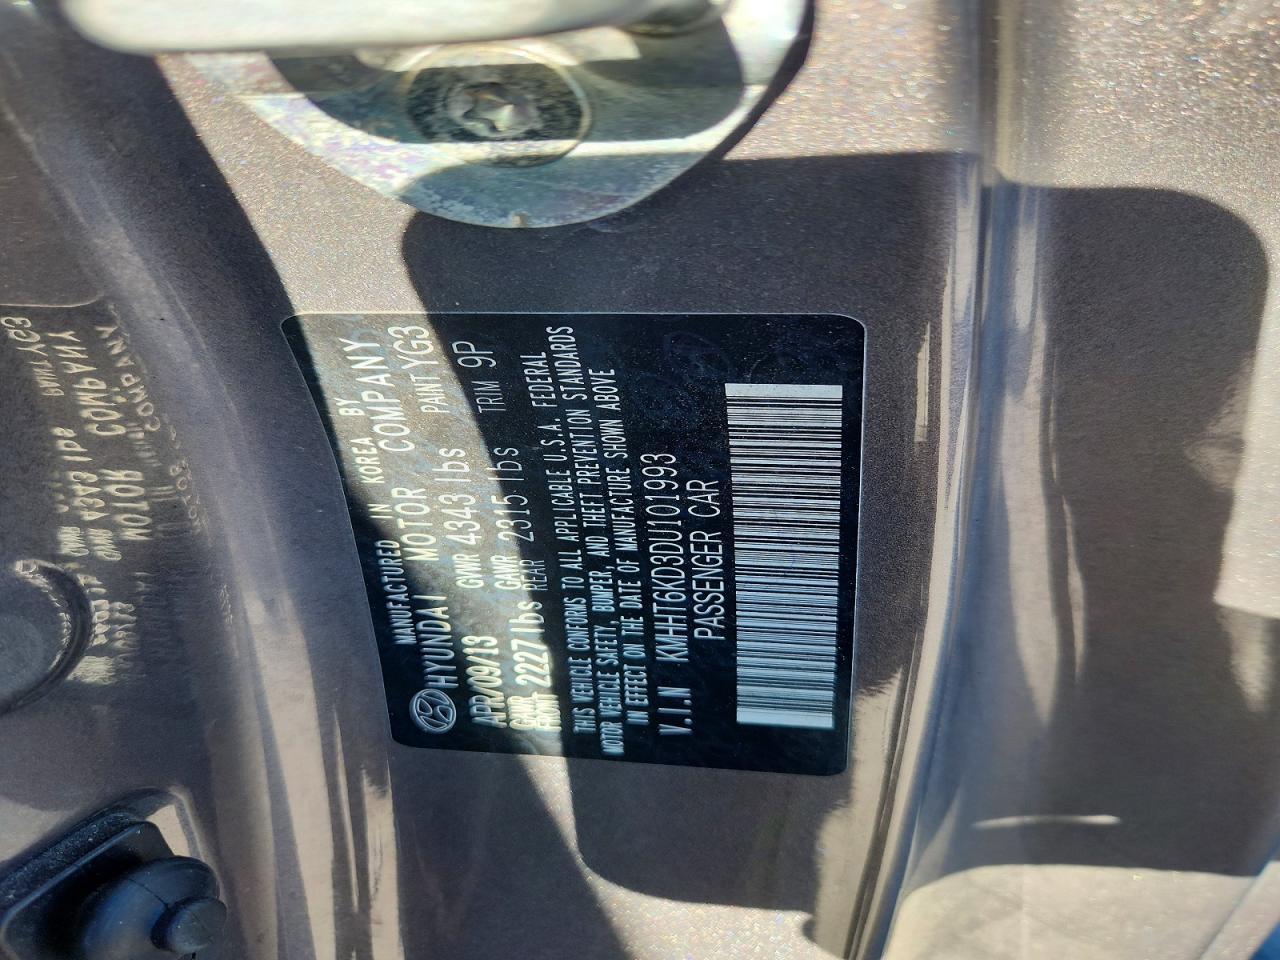 MANUFACTURED IN KOREA BY
HYUNDAI MOTOR COMPANY
APR/09/13 GVWR 4343 lbs PAINT YG3
GAWR FRONT 2227 lbs GAWR REAR 2315 lbs TRIM 9P
THIS VEHICLE CONFORMS TO ALL APPLICABLE U.S.A. FEDERAL
MOTOR VEHICLE SAFETY, BUMPER, AND THEFT PREVENTION STANDARDS
IN EFFECT ON THE DATE OF MANUFACTURE SHOWN ABOVE
V.I.N KMHHT6KD3DU101993
PASSENGER CAR